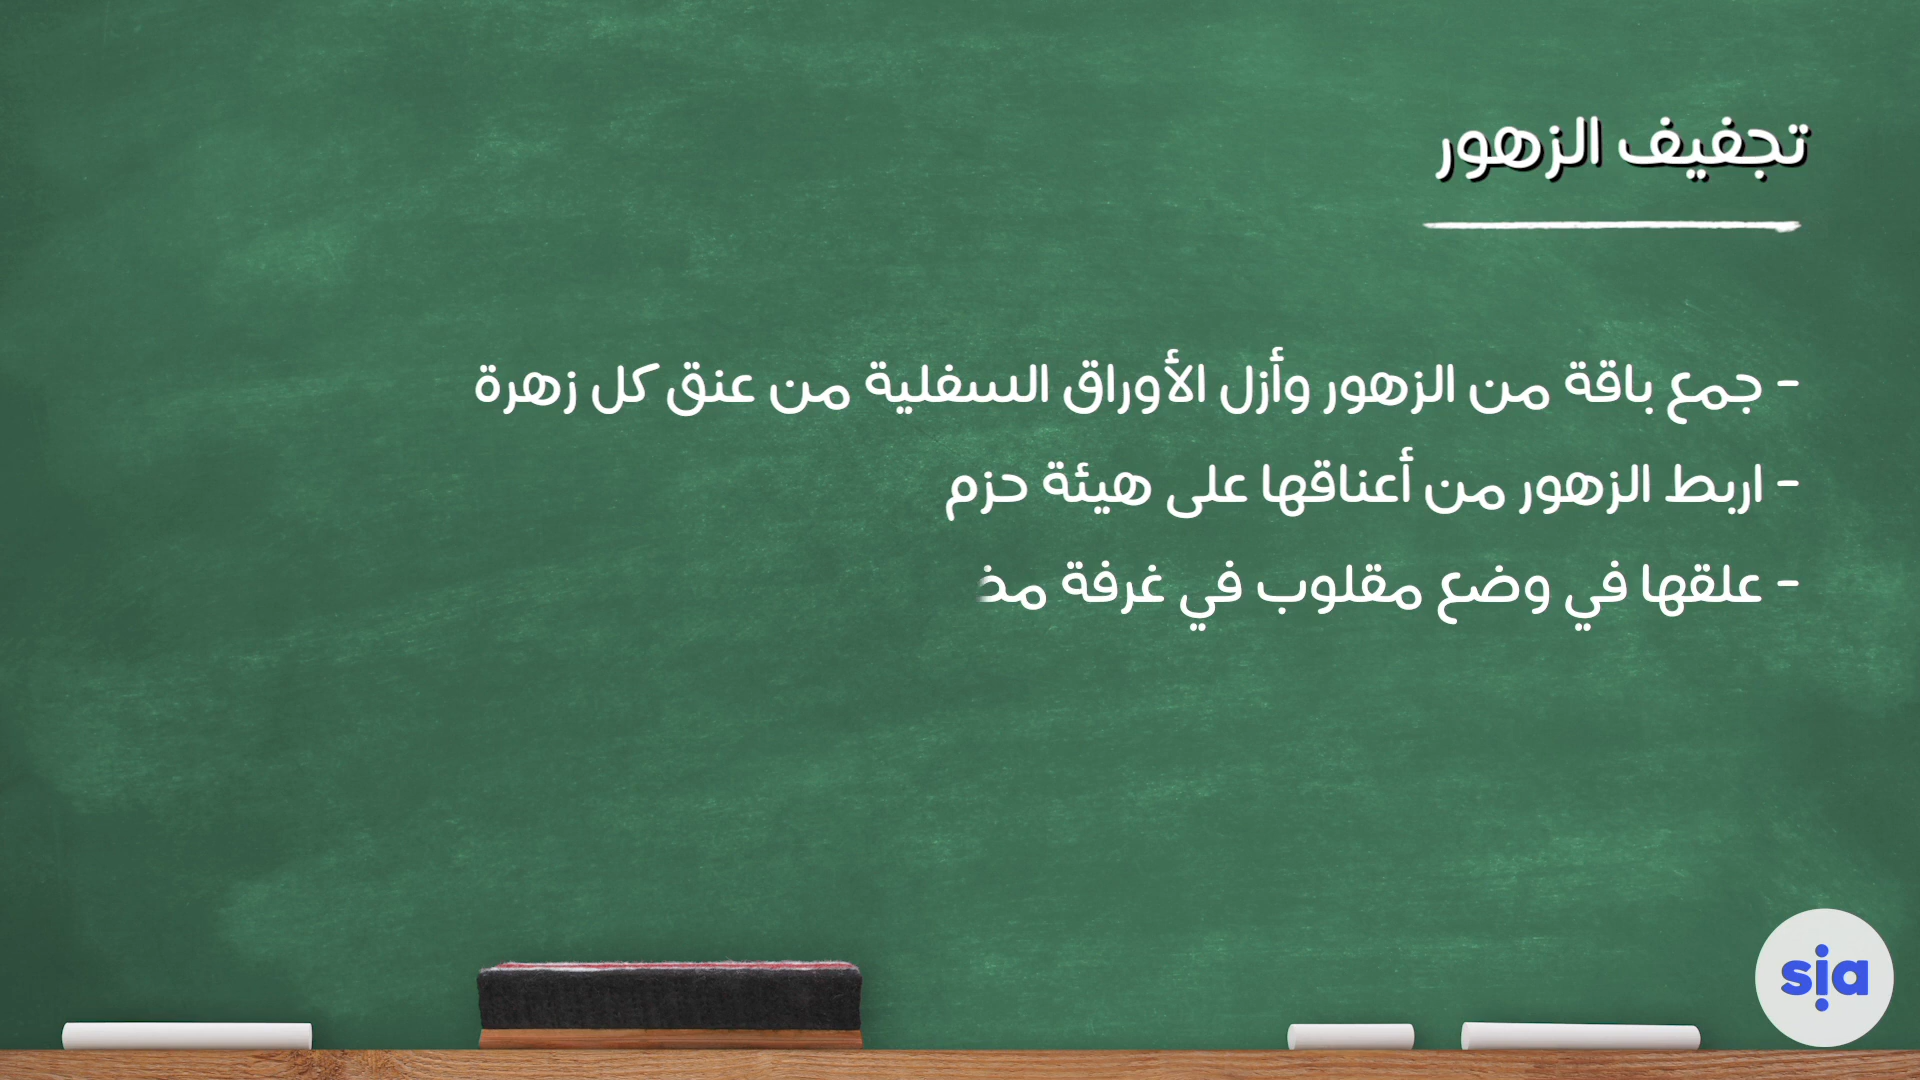 تجفيف الزهور
- جمع باقة من الزهور وأزل الأوراق السفلية من عنق كل زهرة
- اربط الزهور من أعناقها على هيئة حزم
- علقها في وضع مقلوب في غرفة
sia